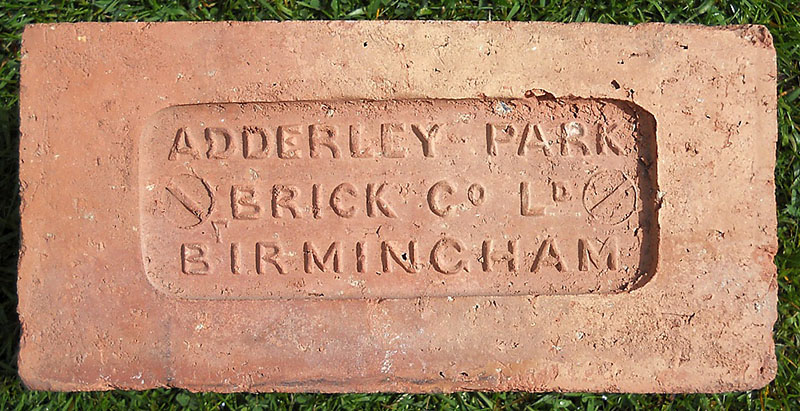 ADDERLEY PARK
BRICK Cº Lᴰ
BIRMINGHAM